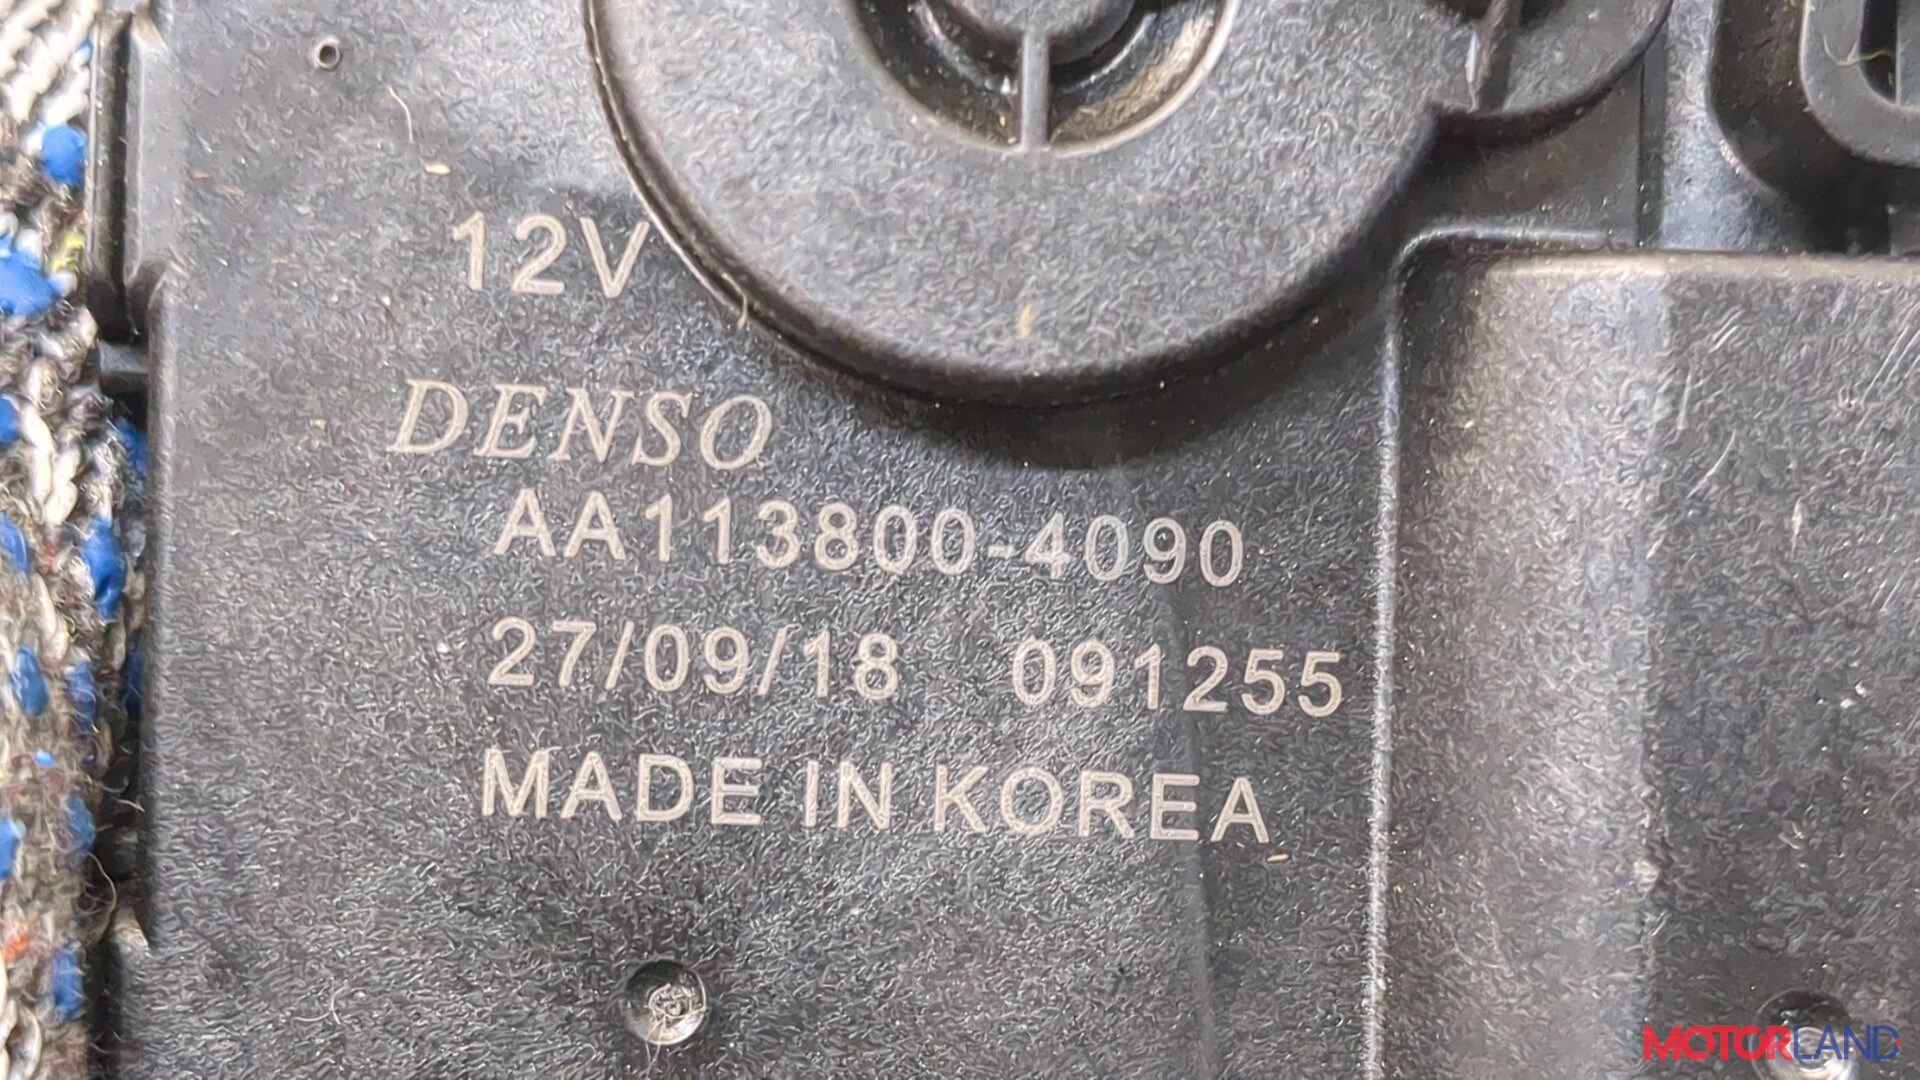 12V
DENSO
AA113800-4090
27/09/18 091255
MADE IN KOREA
MOTORLAND